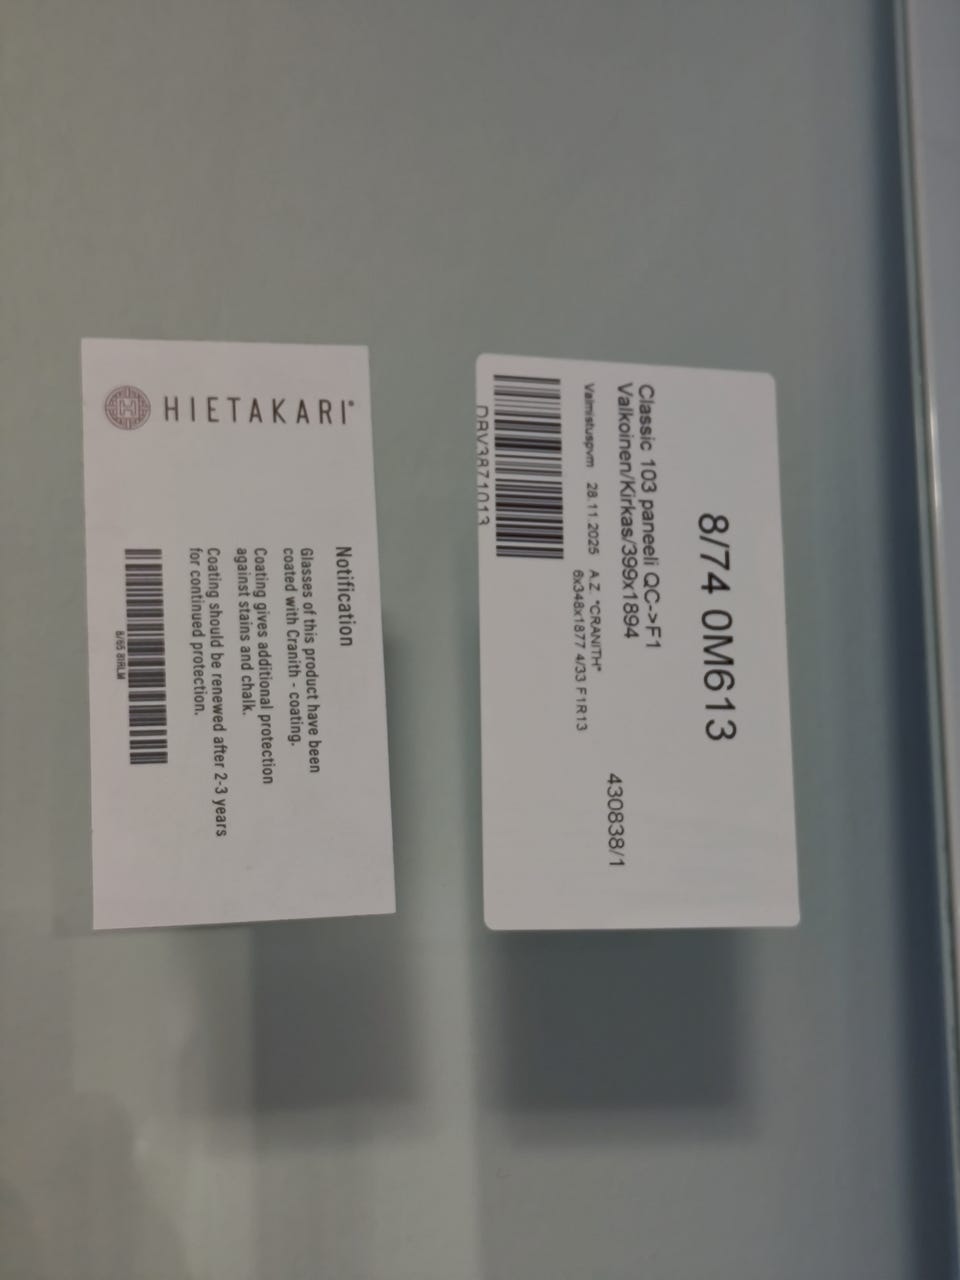 8/74 0M613
430838/1
Classic 103 paneeli QC->F1
Valkoinen/Kirkas/399x1894
Valmistuspvm 28.11.2025 A.Z. *CRANITH*
6x348x1877 4/33 F1R13
DRV3871013
HIETAKARI®
Notification
Glasses of this product have been
coated with Cranith - coating.
Coating gives additional protection
against stains and chalk.
Coating should be renewed after 2-3 years
for continued protection.